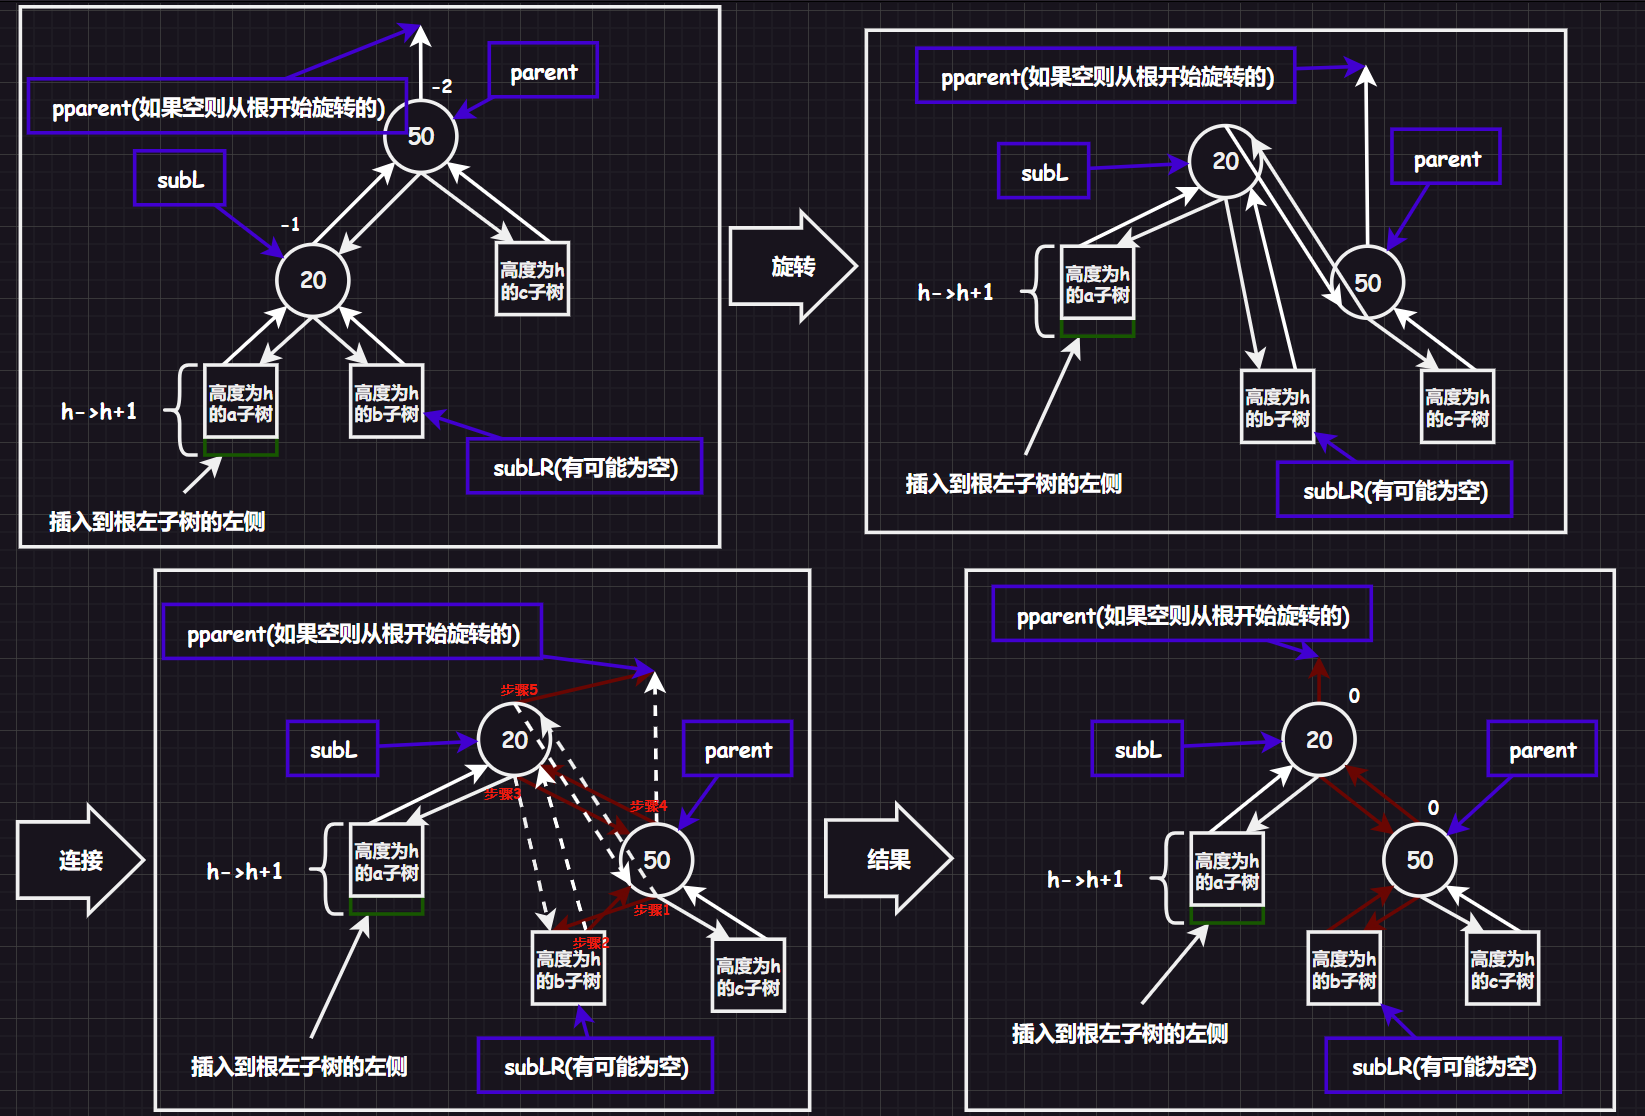 -2
parent
pparent(如果空则从根开始旋转的)
50
subL
-1
20
高度为h
的c子树
h->h+1
高度为h
的a子树
高度为h
的b子树
subLR(有可能为空)
插入到根左子树的左侧
旋转
pparent(如果空则从根开始旋转的)
parent
subL
20
50
h->h+1
高度为h
的a子树
高度为h
的b子树
高度为h
的c子树
插入到根左子树的左侧
subLR(有可能为空)
连接
pparent(如果空则从根开始旋转的)
步骤5
subL
20
parent
步骤3
步骤4
50
h->h+1
高度为h
的a子树
步骤1
步骤2
高度为h
的b子树
高度为h
的c子树
插入到根左子树的左侧
subLR(有可能为空)
结果
pparent(如果空则从根开始旋转的)
0
subL
20
parent
0
50
h->h+1
高度为h
的a子树
高度为h
的b子树
高度为h
的c子树
插入到根左子树的左侧
subLR(有可能为空)